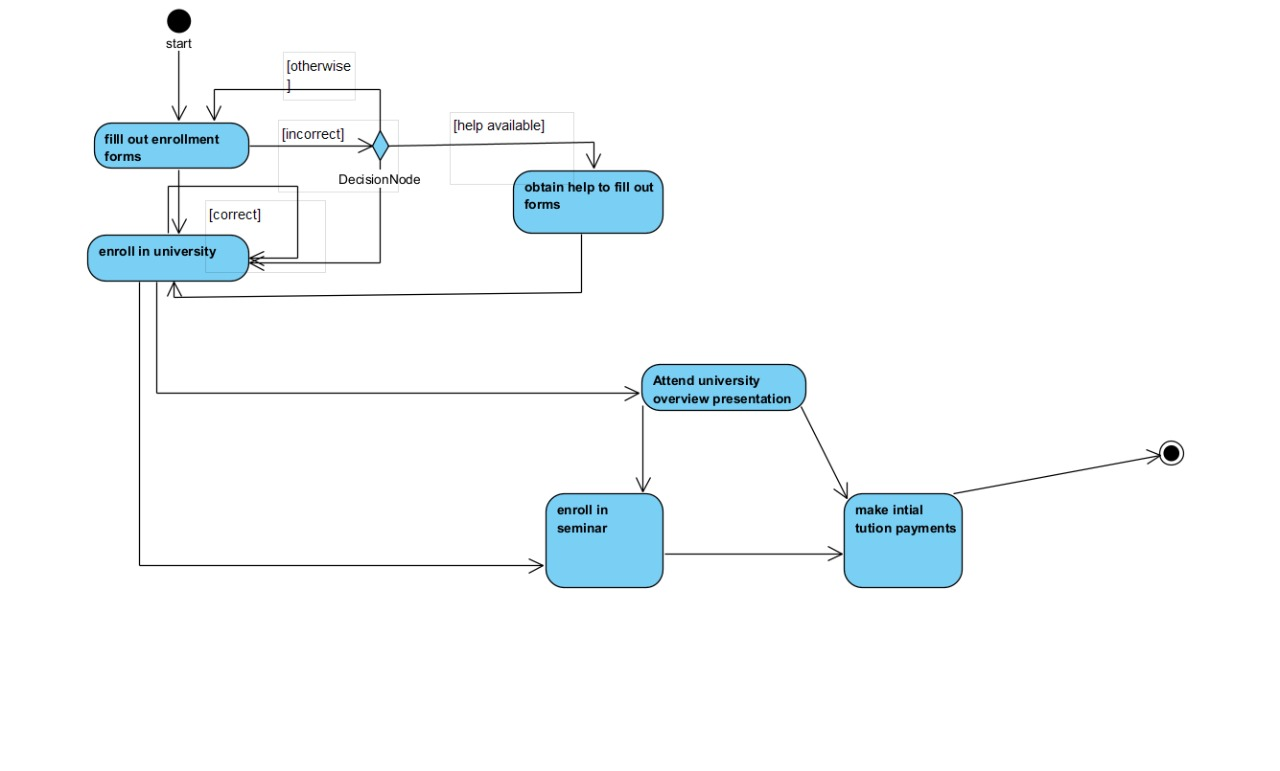 start
[otherwise
]
filll out enrollment
forms
[incorrect]
[help available]
DecisionNode
obtain help to fill out
forms
[correct]
enroll in university
Attend university
overview presentation
enroll in
seminar
make intial
tution payments